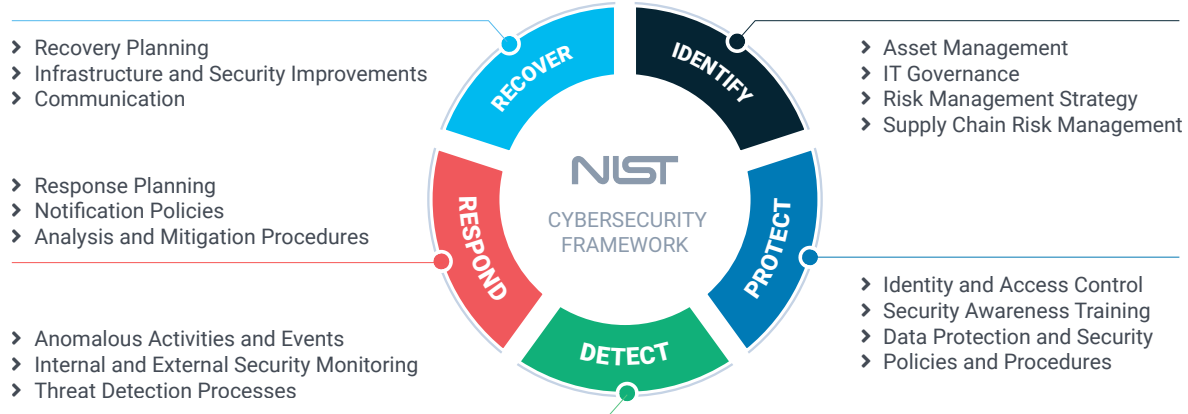 Recovery Planning
Infrastructure and Security Improvements
Communication
RECOVER
IDENTIFY
Asset Management
IT Governance
Risk Management Strategy
Supply Chain Risk Management
NIST
CYBERSECURITY
FRAMEWORK
Response Planning
Notification Policies
Analysis and Mitigation Procedures
RESPOND
PROTECT
Identity and Access Control
Security Awareness Training
Data Protection and Security
Policies and Procedures
Anomalous Activities and Events
Internal and External Security Monitoring
Threat Detection Processes
DETECT